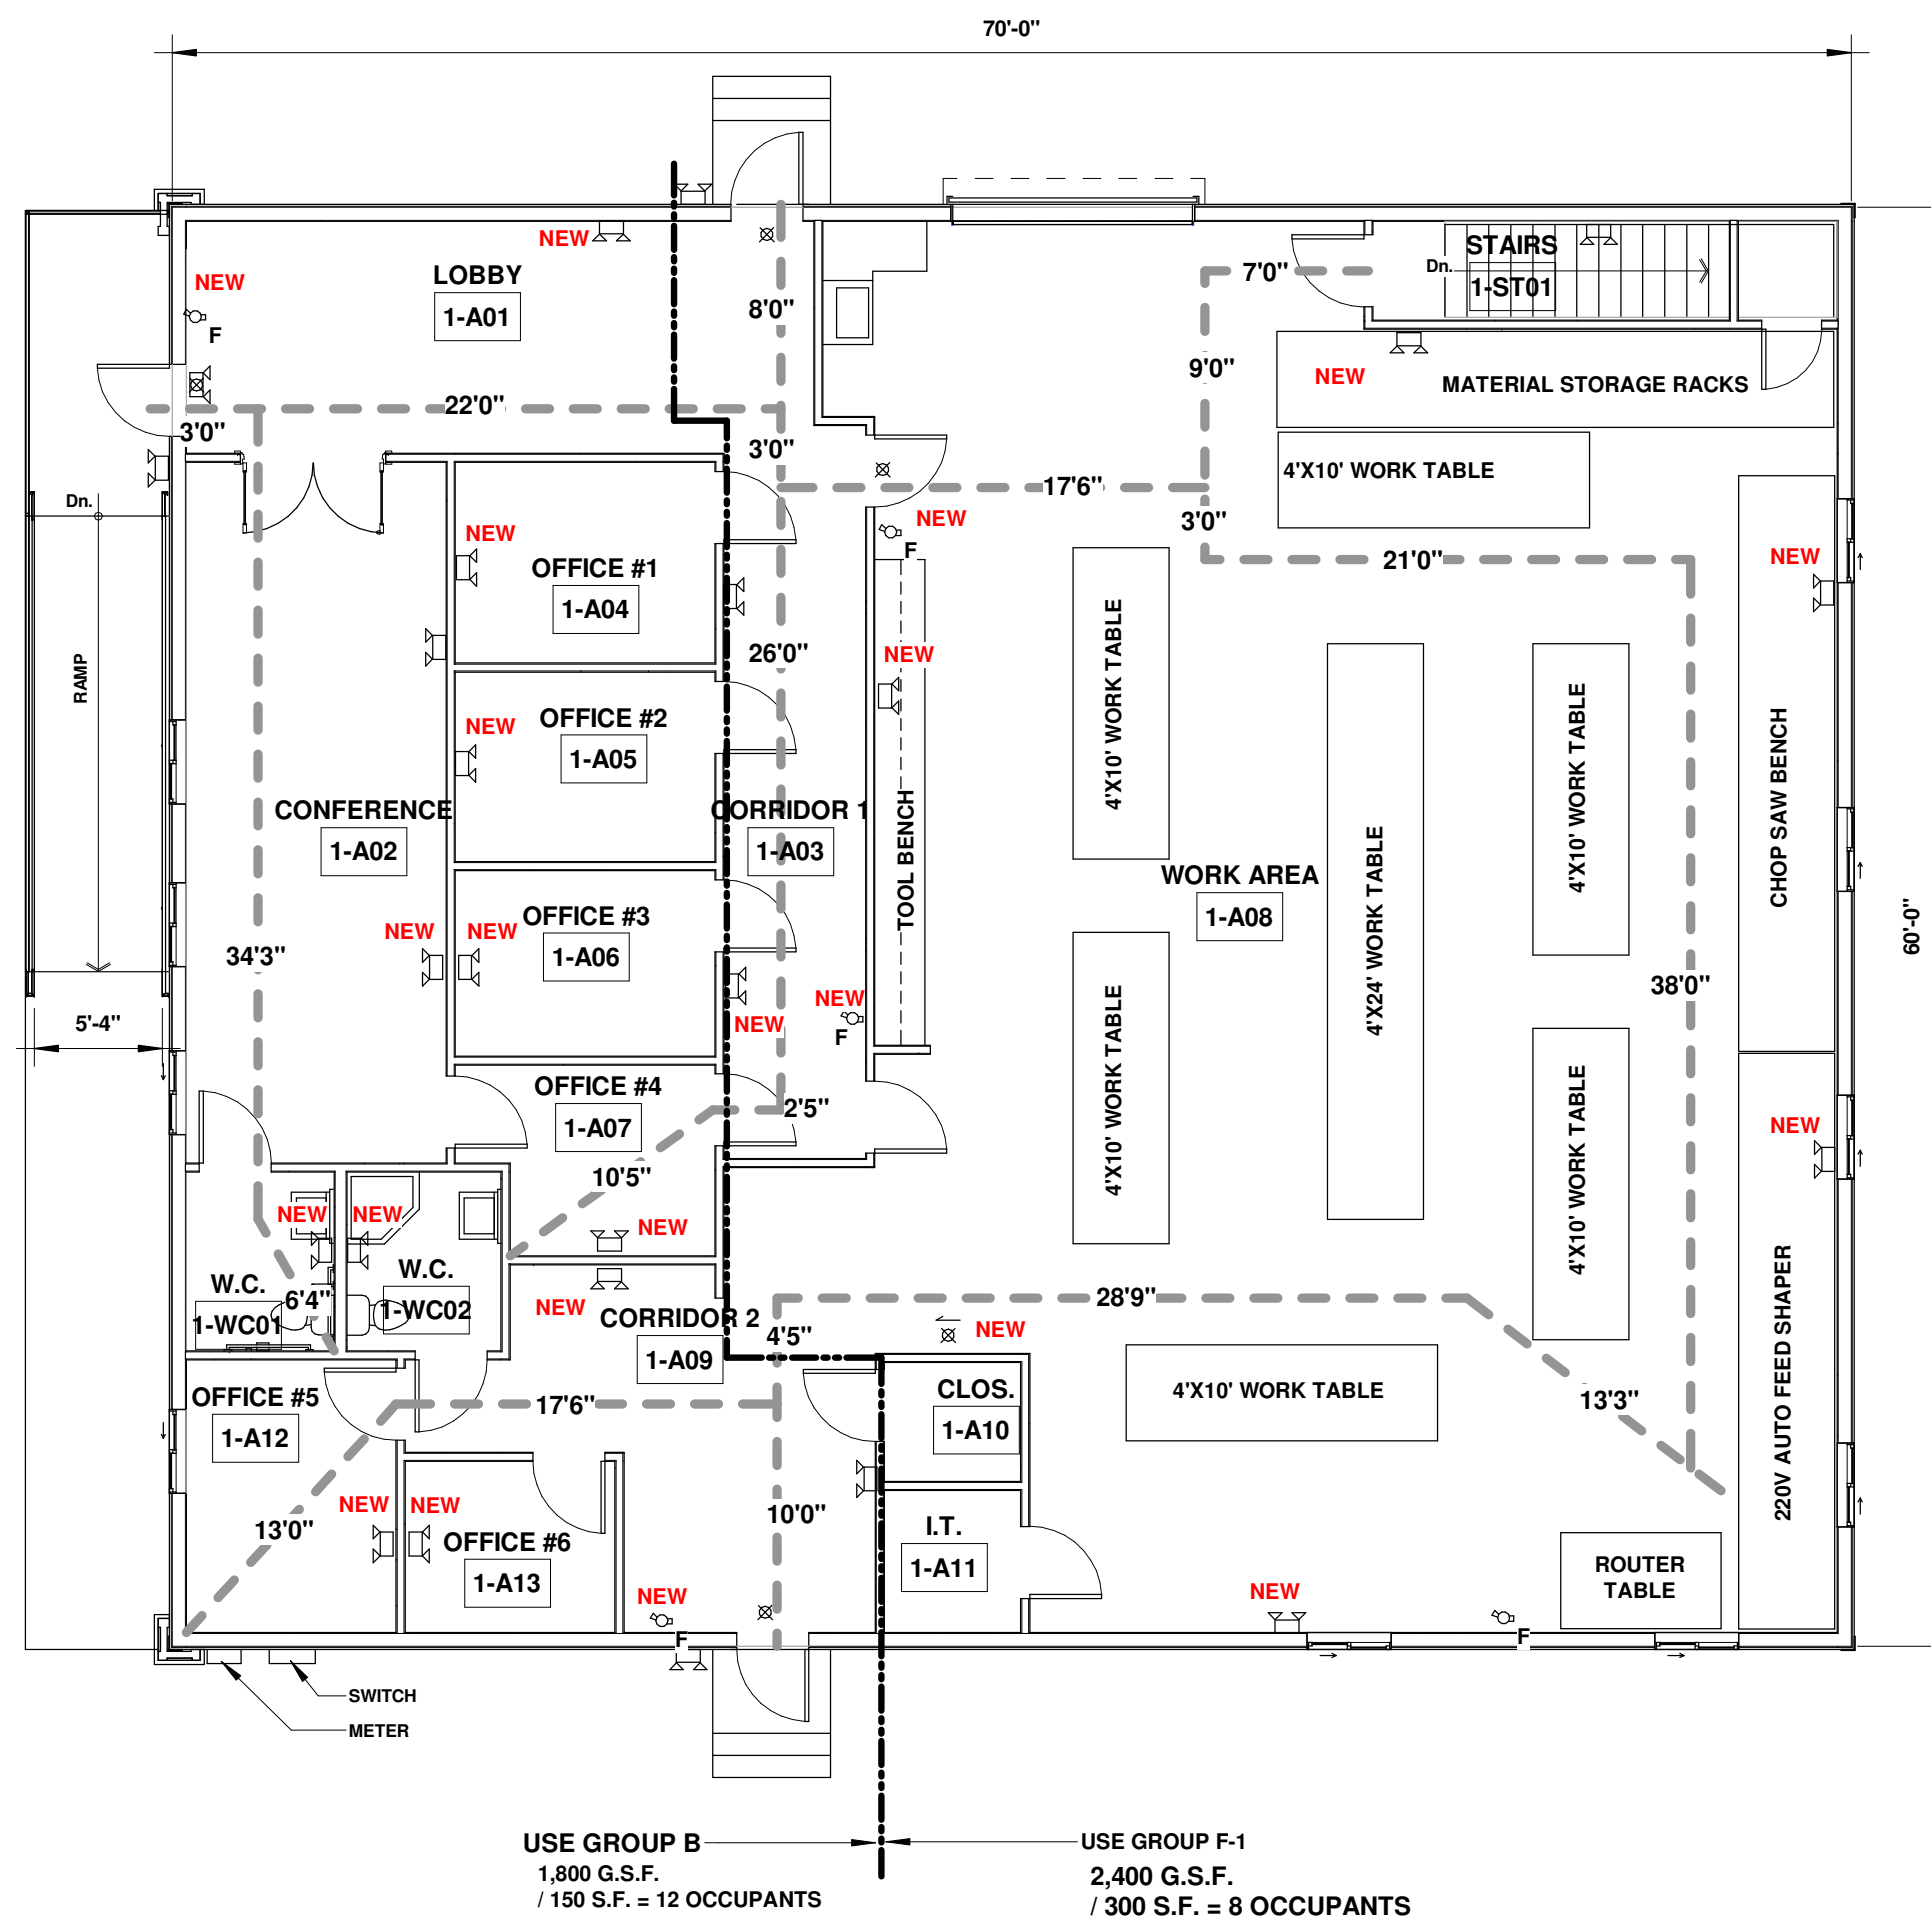 70'-0"
NEW
LOBBY
1-A01
NEW
F
8'0"
STAIRS
Dn.
1-ST01
7'0"
9'0"
NEW
MATERIAL STORAGE RACKS
22'0"
3'0"
3'0"
4'X10' WORK TABLE
17'6"
3'0"
21'0"
Dn.
RAMP
5'-4"
NEW
OFFICE #1
1-A04
NEW
F
NEW
NEW
26'0"
NEW
OFFICE #2
1-A05
CONFERENCE
1-A02
CORRIDOR 1
1-A03
TOOL BENCH
4'X10' WORK TABLE
WORK AREA
1-A08
4'X24' WORK TABLE
4'X10' WORK TABLE
CHOP SAW BENCH
60'-0"
34'3"
NEW
NEW
OFFICE #3
1-A06
NEW
NEW
F
38'0"
4'X10' WORK TABLE
4'X10' WORK TABLE
NEW
OFFICE #4
1-A07
2'5"
10'5"
NEW
NEW
NEW
W.C.
1-WC01
6'4"
W.C.
1-WC02
NEW
CORRIDOR 2
1-A09
4'5"
28'9"
NEW
220V AUTO FEED SHAPER
OFFICE #5
1-A12
17'6"
CLOS.
1-A10
4'X10' WORK TABLE
13'3"
NEW
NEW
13'0"
OFFICE #6
1-A13
10'0"
I.T.
1-A11
ROUTER
TABLE
NEW
F
NEW
F
SWITCH
METER
USE GROUP B
1,800 G.S.F.
/ 150 S.F. = 12 OCCUPANTS
USE GROUP F-1
2,400 G.S.F.
/ 300 S.F. = 8 OCCUPANTS